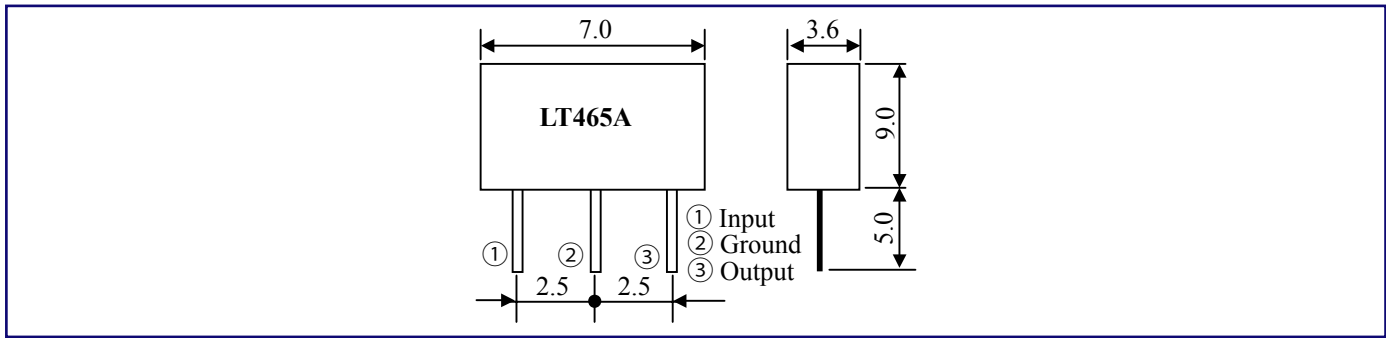 7.0
3.6
LT465A
9.0
① Input
② Ground
③ Output
5.0
①
②
③
2.5
2.5